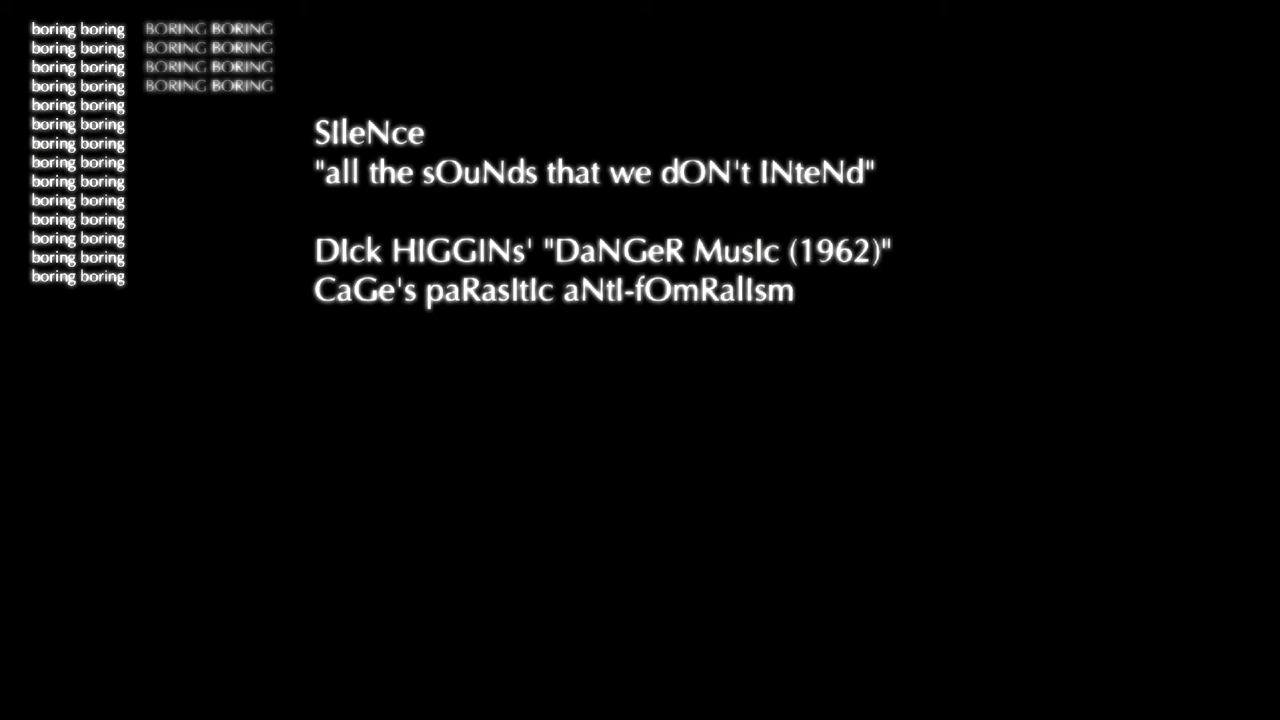 boring boring BORING BORING
boring boring BORING BORING
boring boring BORING BORING
boring boring BORING BORING
boring boring
boring boring
boring boring
boring boring
boring boring
boring boring
boring boring
boring boring
boring boring
boring boring
SIleNce
"all the sOuNds that we dON't INteNd"
DIck HIGGINs' "DaNGeR MusIc (1962)"
CaGe's paRasItIc aNtI-fOmRalIsm